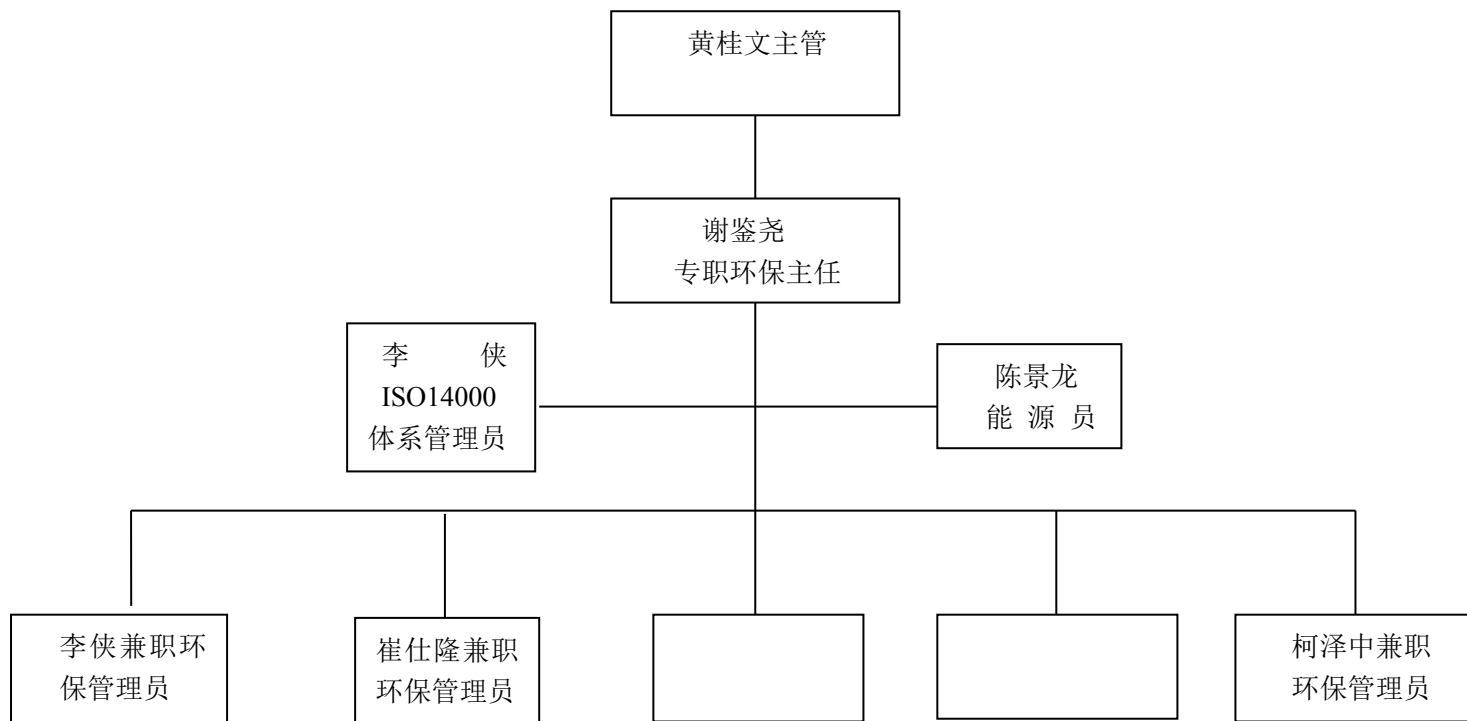 黄桂文主管
谢鉴尧
专职环保主任
李 侠
ISO14000
体系管理员
陈景龙
能 源 员
李侠兼职环
保管理员
崔仕隆兼职
环保管理员
柯泽中兼职
环保管理员